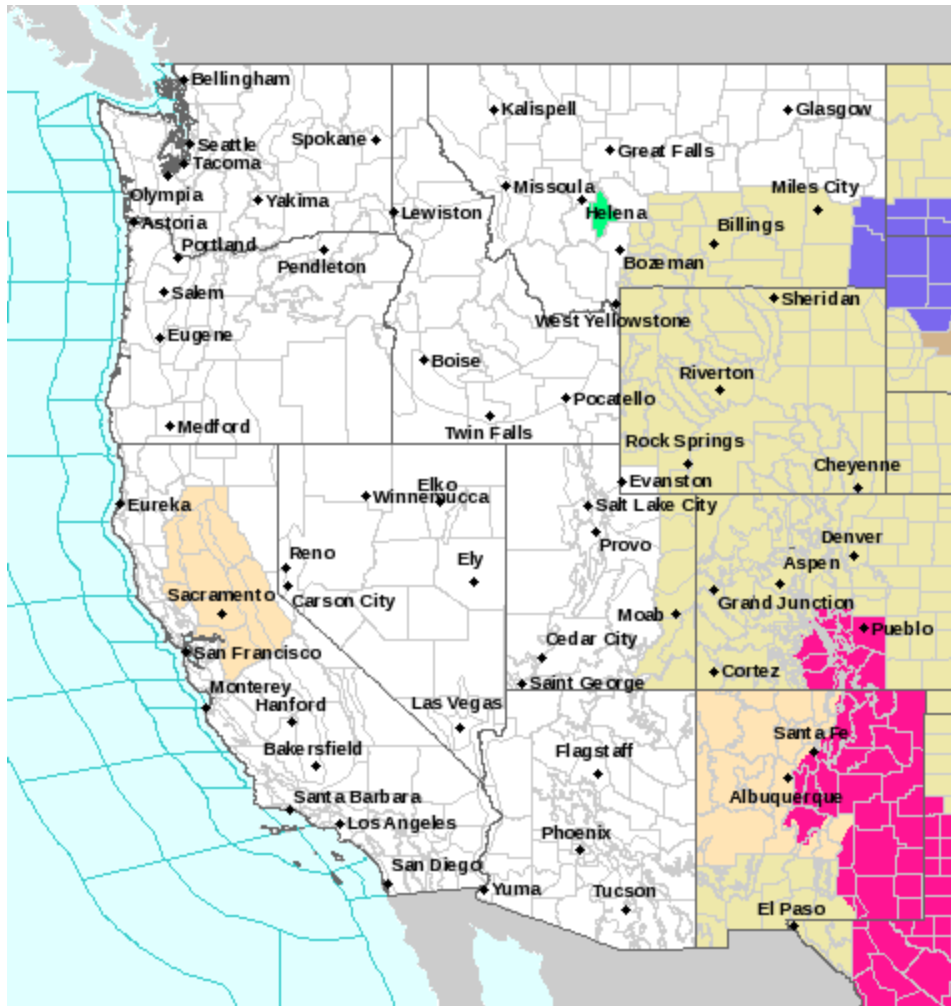 Bellingham
Kalispell
Glasgow
Seattle
Spokane
Great Falls
Tacoma
Missoula
Miles City
Olympia
Yakima
Lewiston
Helena
Astoria
Billings
Portland
Bozeman
Pendleton
Salem
Sheridan
West Yellowstone
Eugene
Boise
Riverton
Pocatello
Medford
Twin Falls
Rock Springs
Cheyenne
Elko
Evanston
Winnemucca
Eureka
Salt Lake City
Provo
Denver
Reno
Ely
Aspen
Sacramento
Carson City
Grand Junction
Moab
Pueblo
Cedar City
San Francisco
Cortez
Saint George
Monterey
Hanford
Las Vegas
Santa Fe
Bakersfield
Flagstaff
Santa Barbara
Albuquerque
Los Angeles
Phoenix
San Diego
Yuma
Tucson
El Paso